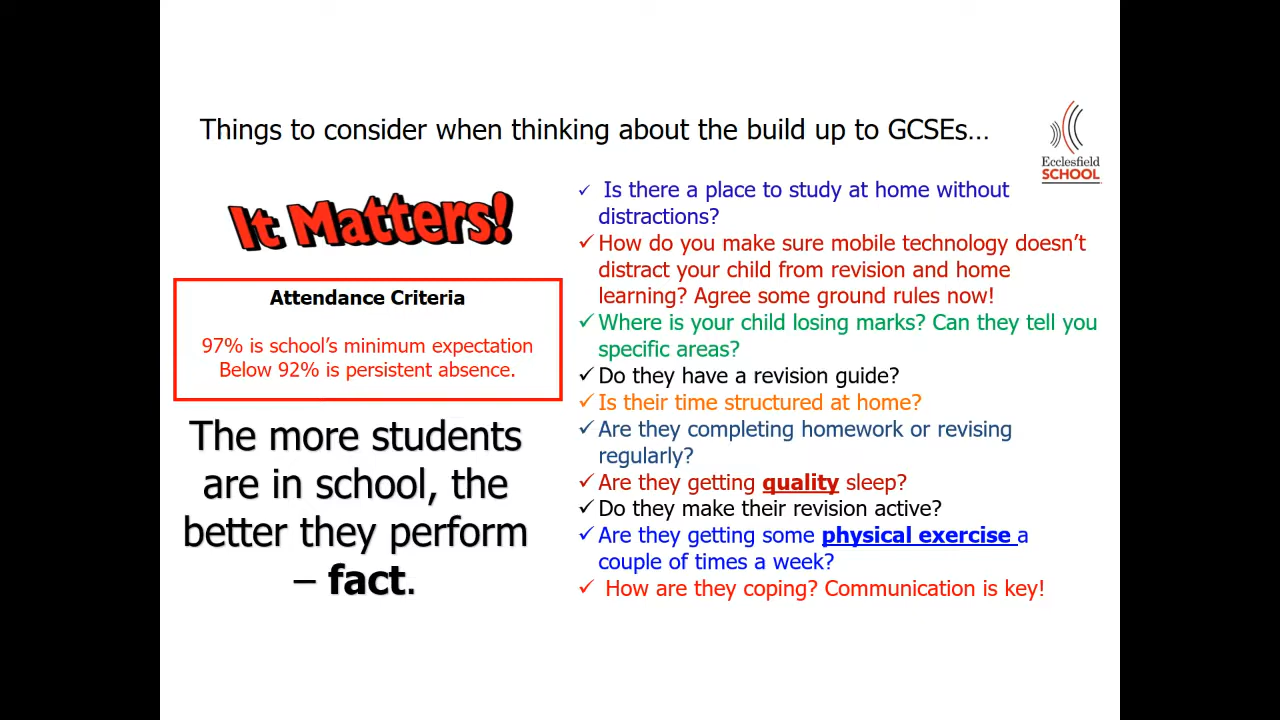 Things to consider when thinking about the build up to GCSEs…
Ecclesfield
SCHOOL
It Matters!
Attendance Criteria
97% is school’s minimum expectation
Below 92% is persistent absence.
The more students
are in school, the
better they perform
– fact.
✓ Is there a place to study at home without
distractions?
✓ How do you make sure mobile technology doesn’t
distract your child from revision and home
learning? Agree some ground rules now!
✓ Where is your child losing marks? Can they tell you
specific areas?
✓ Do they have a revision guide?
✓ Is their time structured at home?
✓ Are they completing homework or revising
regularly?
✓ Are they getting quality sleep?
✓ Do they make their revision active?
✓ Are they getting some physical exercise a
couple of times a week?
✓ How are they coping? Communication is key!